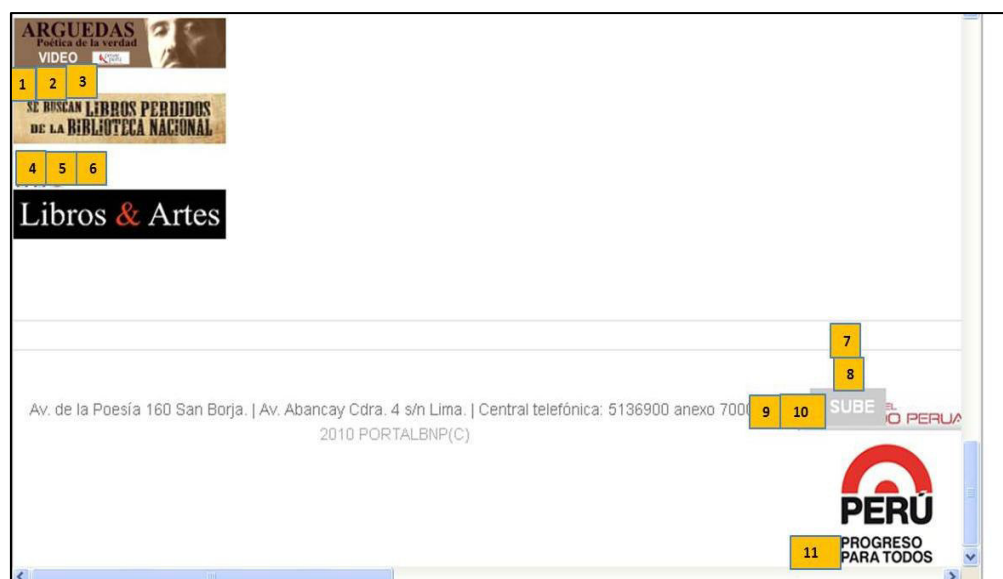 ARGUEDAS
Poética de la verdad
VIDEO
1 2 3
SE BUSCAN LIBROS PERDIDOS
DE LA BIBLIOTECA NACIONAL
4 5 6
Libros & Artes
7
8
Av. de la Poesía 160 San Borja. | Av. Abancay Cdra. 4 s/n Lima. | Central telefónica: 5136900 anexo 700
9 10 SUBE
EL
O PERUA
2010 PORTALBNP(C)
PERÚ
PROGRESO
PARA TODOS
11